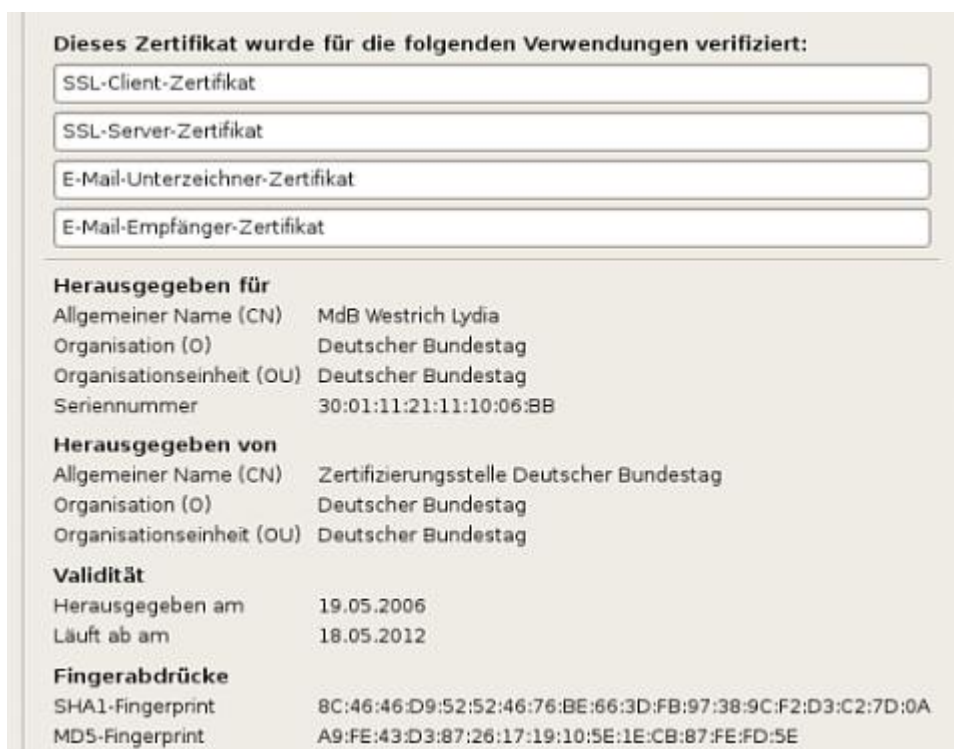 Dieses Zertifikat wurde für die folgenden Verwendungen verifiziert:
SSL-Client-Zertifikat
SSL-Server-Zertifikat
E-Mail-Unterzeichner-Zertifikat
E-Mail-Empfänger-Zertifikat
Herausgegeben für
Allgemeiner Name (CN) MdB Westrich Lydia
Organisation (O) Deutscher Bundestag
Organisationseinheit (OU) Deutscher Bundestag
Seriennummer 30:01:11:21:11:10:06:BB
Herausgegeben von
Allgemeiner Name (CN) Zertifizierungsstelle Deutscher Bundestag
Organisation (O) Deutscher Bundestag
Organisationseinheit (OU) Deutscher Bundestag
Validität
Herausgegeben am 19.05.2006
Läuft ab am 18.05.2012
Fingerabdrücke
SHA1-Fingerprint 8C:46:46:D9:52:52:46:76:BE:66:3D:FB:97:38:9C:F2:D3:C2:7D:0A
MD5-Fingerprint A9:FE:43:D3:87:26:17:19:10:5E:1E:CB:87:FE:FD:5E